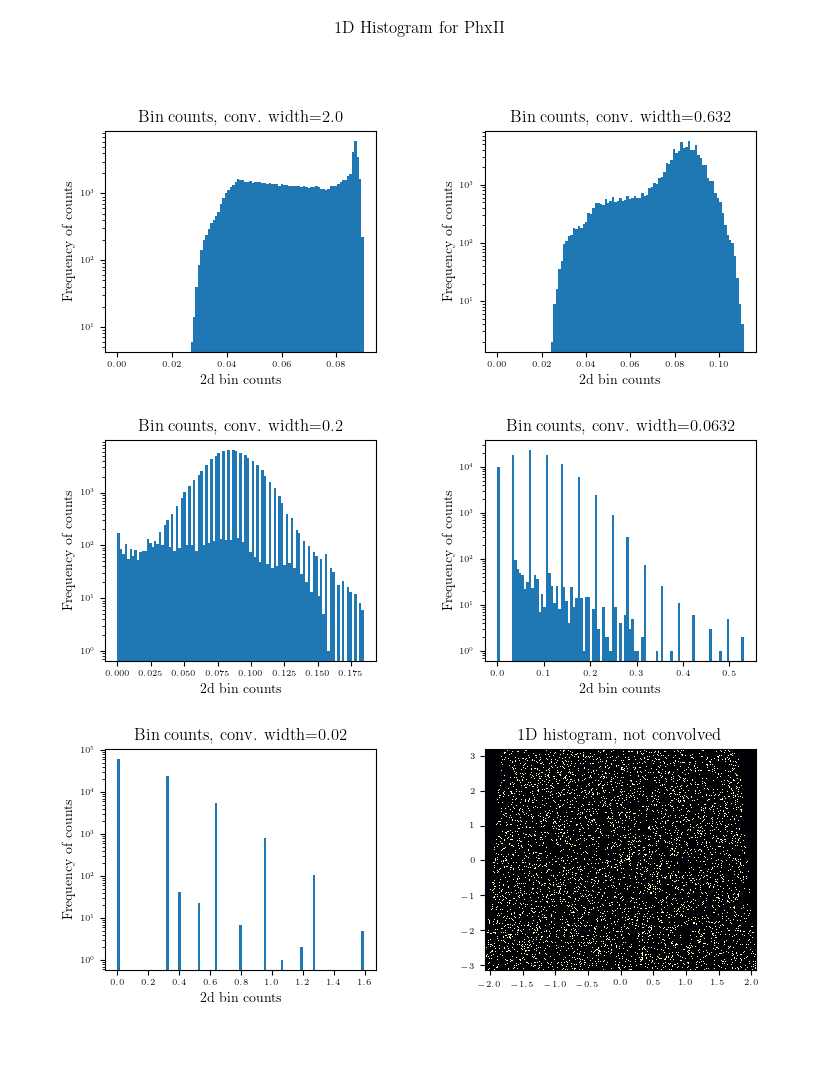 1D Histogram for PhxII
Bin counts, conv. width=2.0
Frequency of counts
10³
10²
10¹
0.00 0.02 0.04 0.06 0.08
2d bin counts
Bin counts, conv. width=0.632
Frequency of counts
10³
10²
10¹
0.00 0.02 0.04 0.06 0.08 0.10
2d bin counts
Bin counts, conv. width=0.2
Frequency of counts
10³
10²
10¹
10⁰
0.000 0.025 0.050 0.075 0.100 0.125 0.150 0.175
2d bin counts
Bin counts, conv. width=0.0632
Frequency of counts
10⁴
10³
10²
10¹
10⁰
0.0 0.1 0.2 0.3 0.4 0.5
2d bin counts
Bin counts, conv. width=0.02
Frequency of counts
10⁵
10⁴
10³
10²
10¹
10⁰
0.0 0.2 0.4 0.6 0.8 1.0 1.2 1.4 1.6
2d bin counts
1D histogram, not convolved
3
2
1
0
−1
−2
−3
−2.0 −1.5 −1.0 −0.5 0.0 0.5 1.0 1.5 2.0